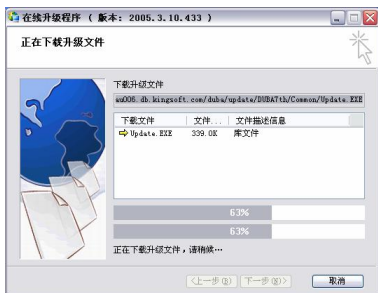 在线升级程序 ( 版本: 2005.3.10.433 )
正在下载升级文件
下载升级文件
wu006.db.kingsoft.com/duba/update/DUBA7th/Common/Update.EXE
下载文件 文件... 文件描述信息
Update.EXE 339.0K 库文件
63%
63%
正在下载升级文件，请稍候…
<上一步(B) 下一步(N)> 取消